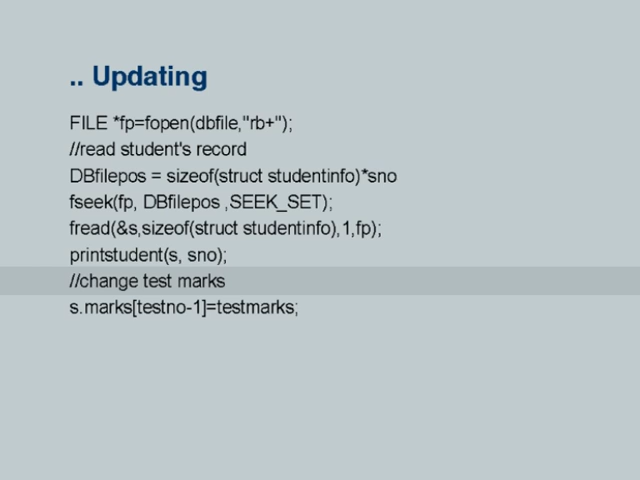 .. Updating
FILE *fp=fopen(dbfile,"rb+");
//read student's record
DBfilepos = sizeof(struct studentinfo)*sno
fseek(fp, DBfilepos ,SEEK_SET);
fread(&s,sizeof(struct studentinfo),1,fp);
printstudent(s, sno);
//change test marks
s.marks[testno-1]=testmarks;